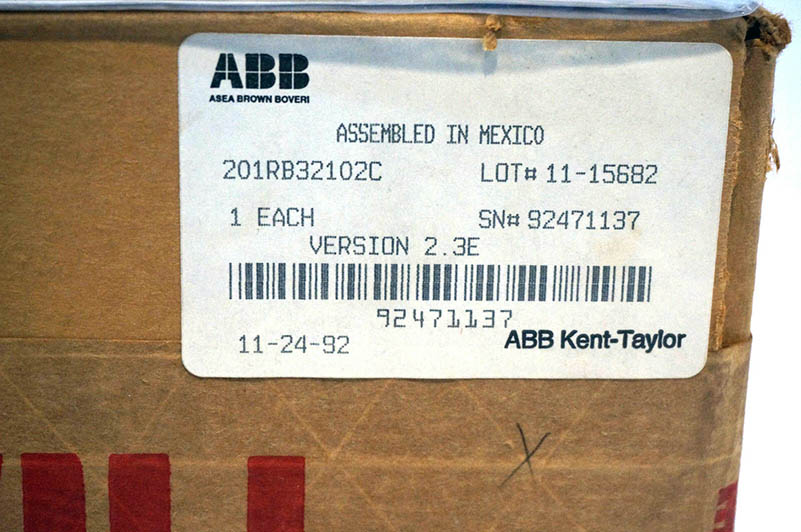 ABB
ASEA BROWN BOVERI
ASSEMBLED IN MEXICO
201RB32102C LOT# 11-15682
1 EACH SN# 92471137
VERSION 2.3E
92471137
11-24-92 ABB Kent-Taylor
X